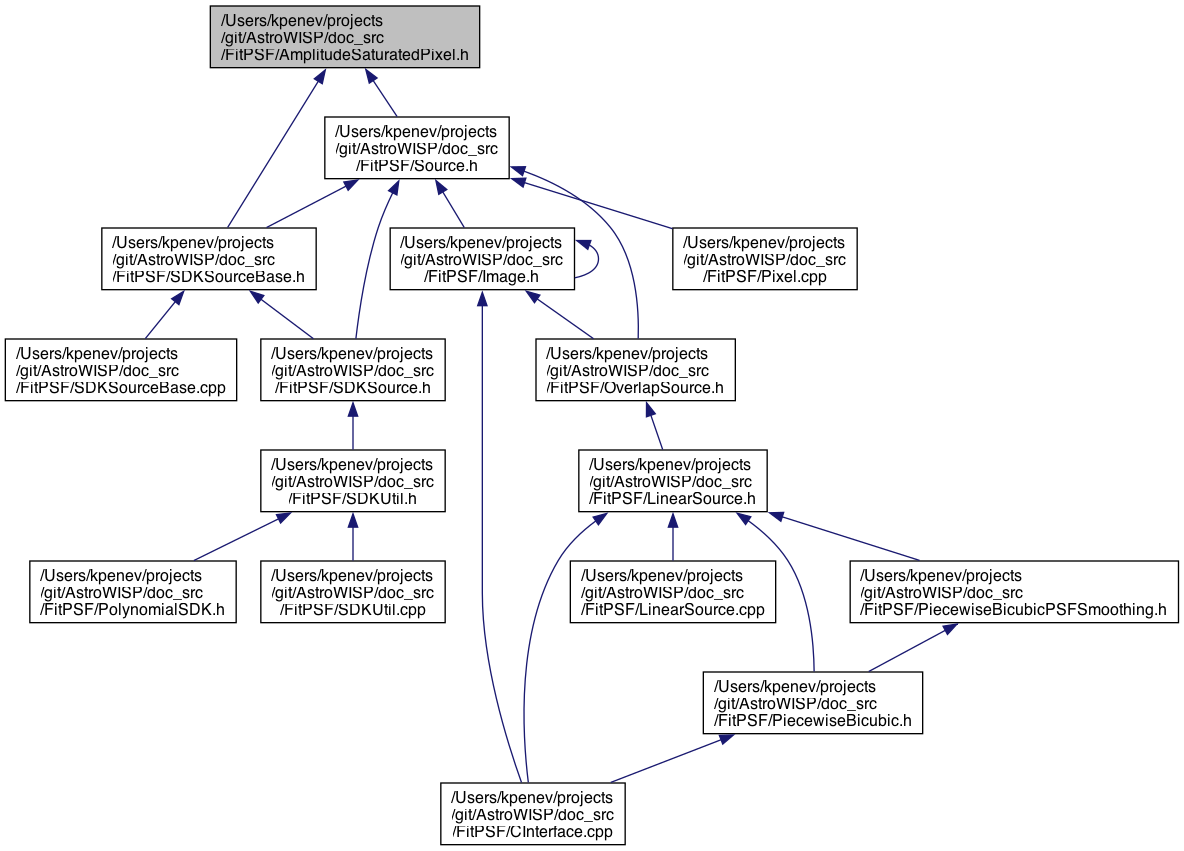 /Users/kpenev/projects
/git/AstroWISP/doc_src
/FitPSF/AmplitudeSaturatedPixel.h
/Users/kpenev/projects
/git/AstroWISP/doc_src
/FitPSF/Source.h
/Users/kpenev/projects
/git/AstroWISP/doc_src
/FitPSF/SDKSourceBase.h
/Users/kpenev/projects
/git/AstroWISP/doc_src
/FitPSF/Image.h
/Users/kpenev/projects
/git/AstroWISP/doc_src
/FitPSF/Pixel.cpp
/Users/kpenev/projects
/git/AstroWISP/doc_src
/FitPSF/SDKSourceBase.cpp
/Users/kpenev/projects
/git/AstroWISP/doc_src
/FitPSF/SDKSource.h
/Users/kpenev/projects
/git/AstroWISP/doc_src
/FitPSF/OverlapSource.h
/Users/kpenev/projects
/git/AstroWISP/doc_src
/FitPSF/SDKUtil.h
/Users/kpenev/projects
/git/AstroWISP/doc_src
/FitPSF/LinearSource.h
/Users/kpenev/projects
/git/AstroWISP/doc_src
/FitPSF/PolynomialSDK.h
/Users/kpenev/projects
/git/AstroWISP/doc_src
/FitPSF/SDKUtil.cpp
/Users/kpenev/projects
/git/AstroWISP/doc_src
/FitPSF/LinearSource.cpp
/Users/kpenev/projects
/git/AstroWISP/doc_src
/FitPSF/PiecewiseBicubicPSFSmoothing.h
/Users/kpenev/projects
/git/AstroWISP/doc_src
/FitPSF/PiecewiseBicubic.h
/Users/kpenev/projects
/git/AstroWISP/doc_src
/FitPSF/CInterface.cpp